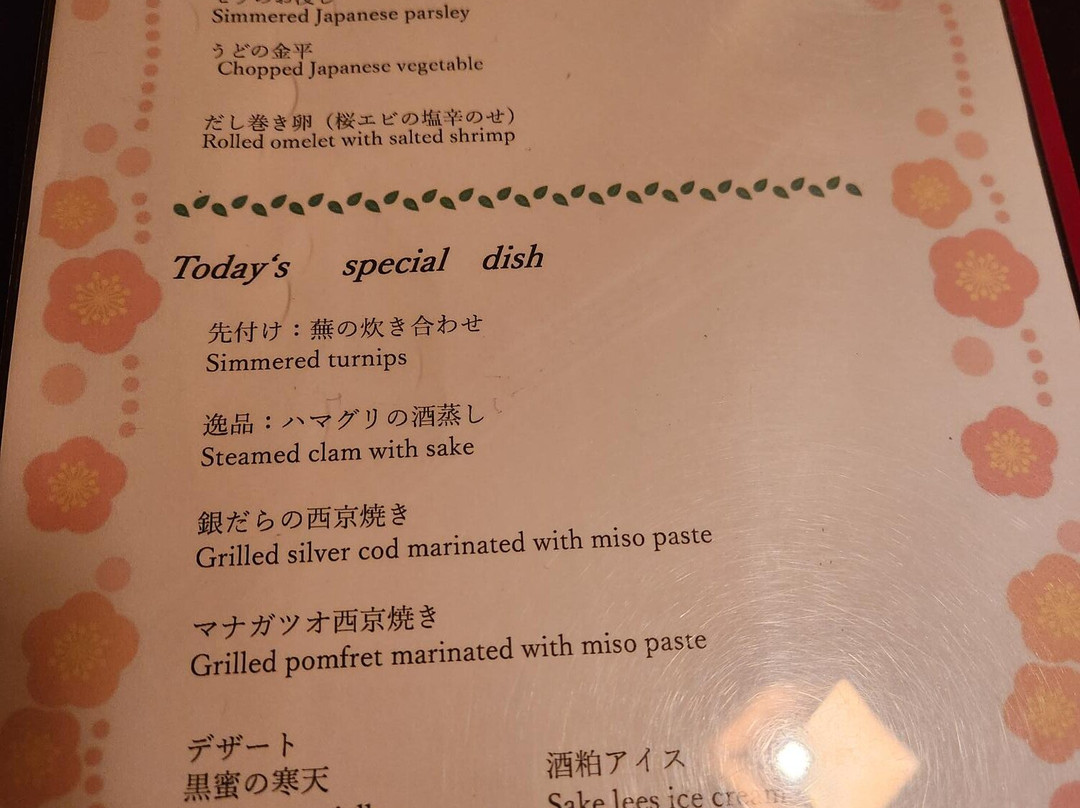 Simmered Japanese parsley
うどの金平
Chopped Japanese vegetable
だし巻き卵（桜エビの塩辛のせ）
Rolled omelet with salted shrimp
Today's special dish
先付け：蕪の炊き合わせ
Simmered turnips
逸品：ハマグリの酒蒸し
Steamed clam with sake
銀だらの西京焼き
Grilled silver cod marinated with miso paste
マナガツオ西京焼き
Grilled pomfret marinated with miso paste
デザート
黒蜜の寒天
酒粕アイス
Sake lees ice cream